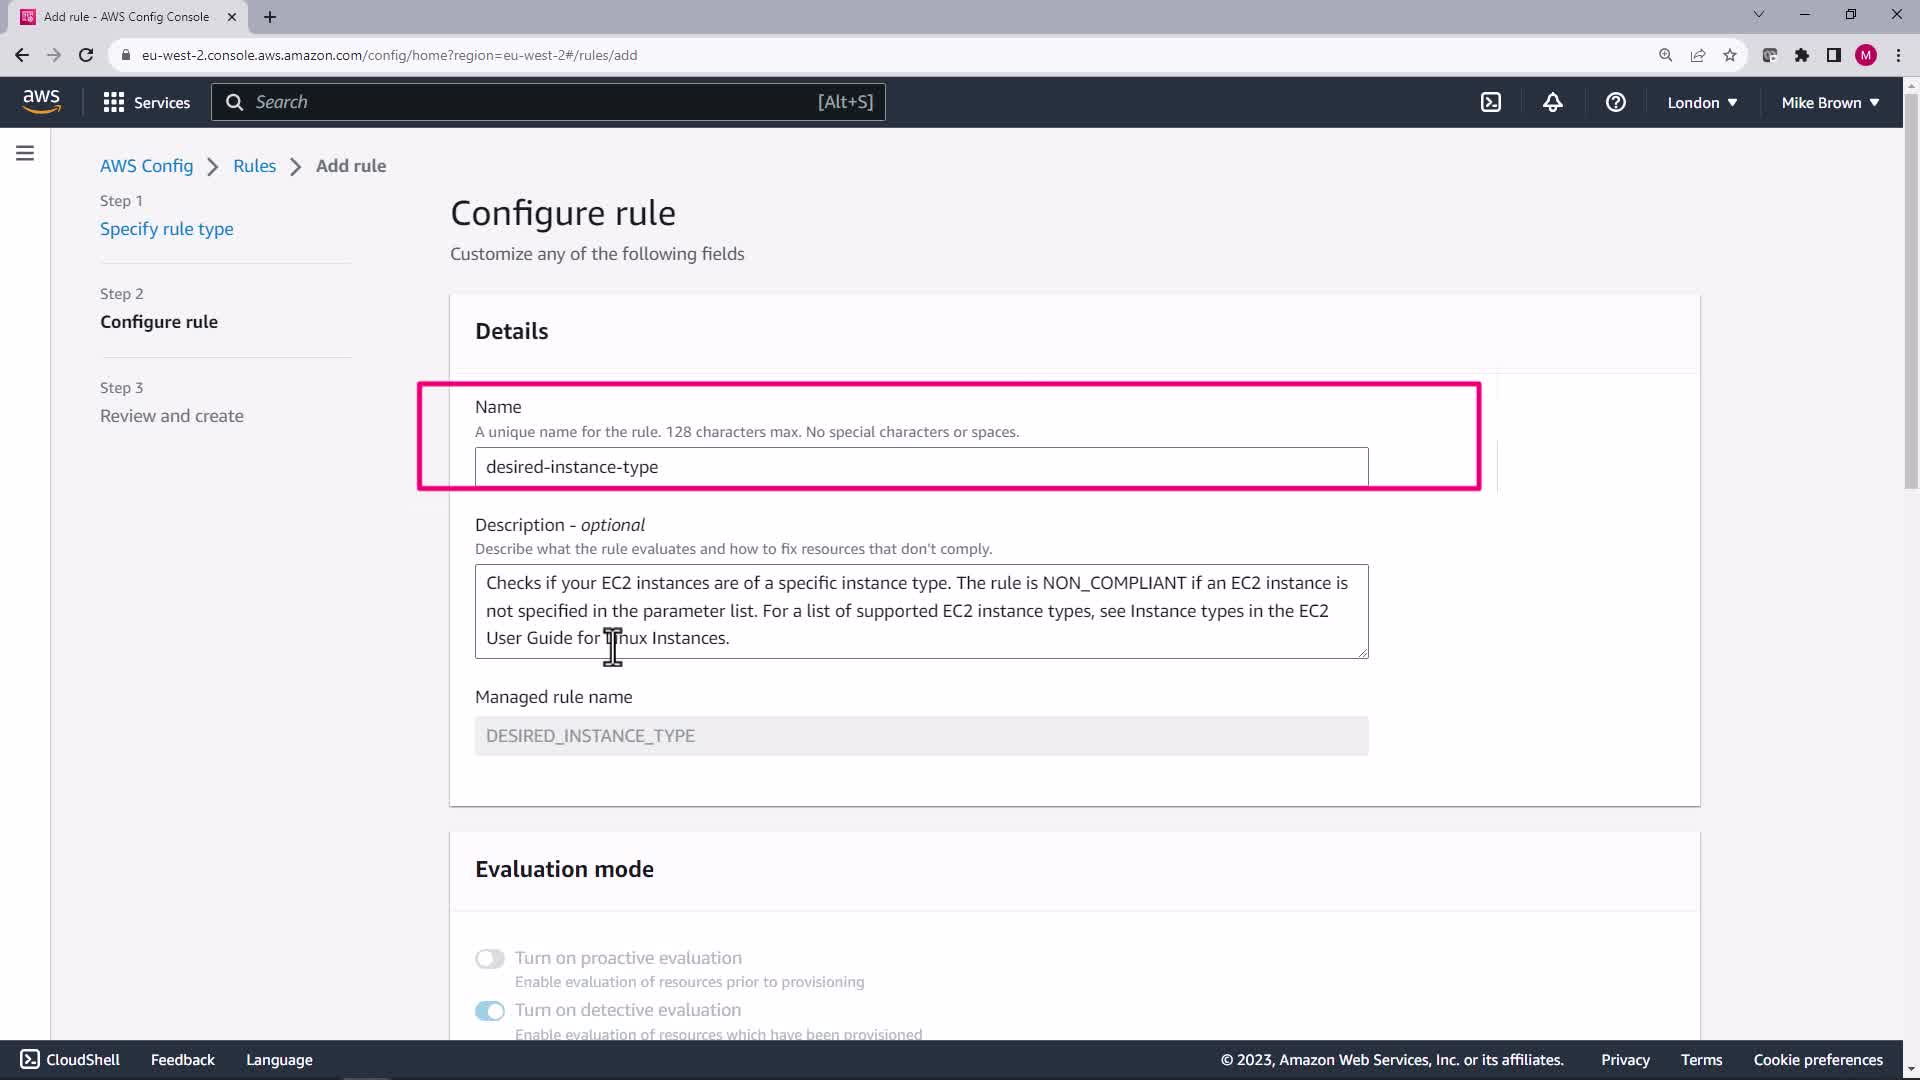 Add rule - AWS Config Console
eu-west-2.console.aws.amazon.com/config/home?region=eu-west-2#/rules/add
M
aws
Services
Search
[Alt+S]
London
Mike Brown
AWS Config
Rules
Add rule
Step 1
Specify rule type
Step 2
Configure rule
Step 3
Review and create
Configure rule
Customize any of the following fields
Details
Name
A unique name for the rule. 128 characters max. No special characters or spaces.
desired-instance-type
Description - optional
Describe what the rule evaluates and how to fix resources that don't comply.
Checks if your EC2 instances are of a specific instance type. The rule is NON_COMPLIANT if an EC2 instance is
not specified in the parameter list. For a list of supported EC2 instance types, see Instance types in the EC2
User Guide for Linux Instances.
Managed rule name
DESIRED_INSTANCE_TYPE
Evaluation mode
Turn on proactive evaluation
Enable evaluation of resources prior to provisioning
Turn on detective evaluation
Enable evaluation of resources which have been provisioned
CloudShell
Feedback
Language
© 2023, Amazon Web Services, Inc. or its affiliates.
Privacy
Terms
Cookie preferences